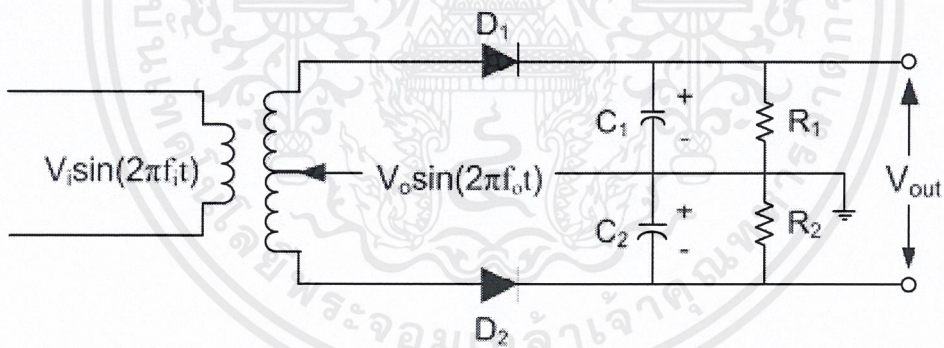 D₁
C₁
+
-
R₁
Vᵢsin(2πfᵢt)
Vₒsin(2πfₒt)
Vout
C₂
+
-
R₂
D₂